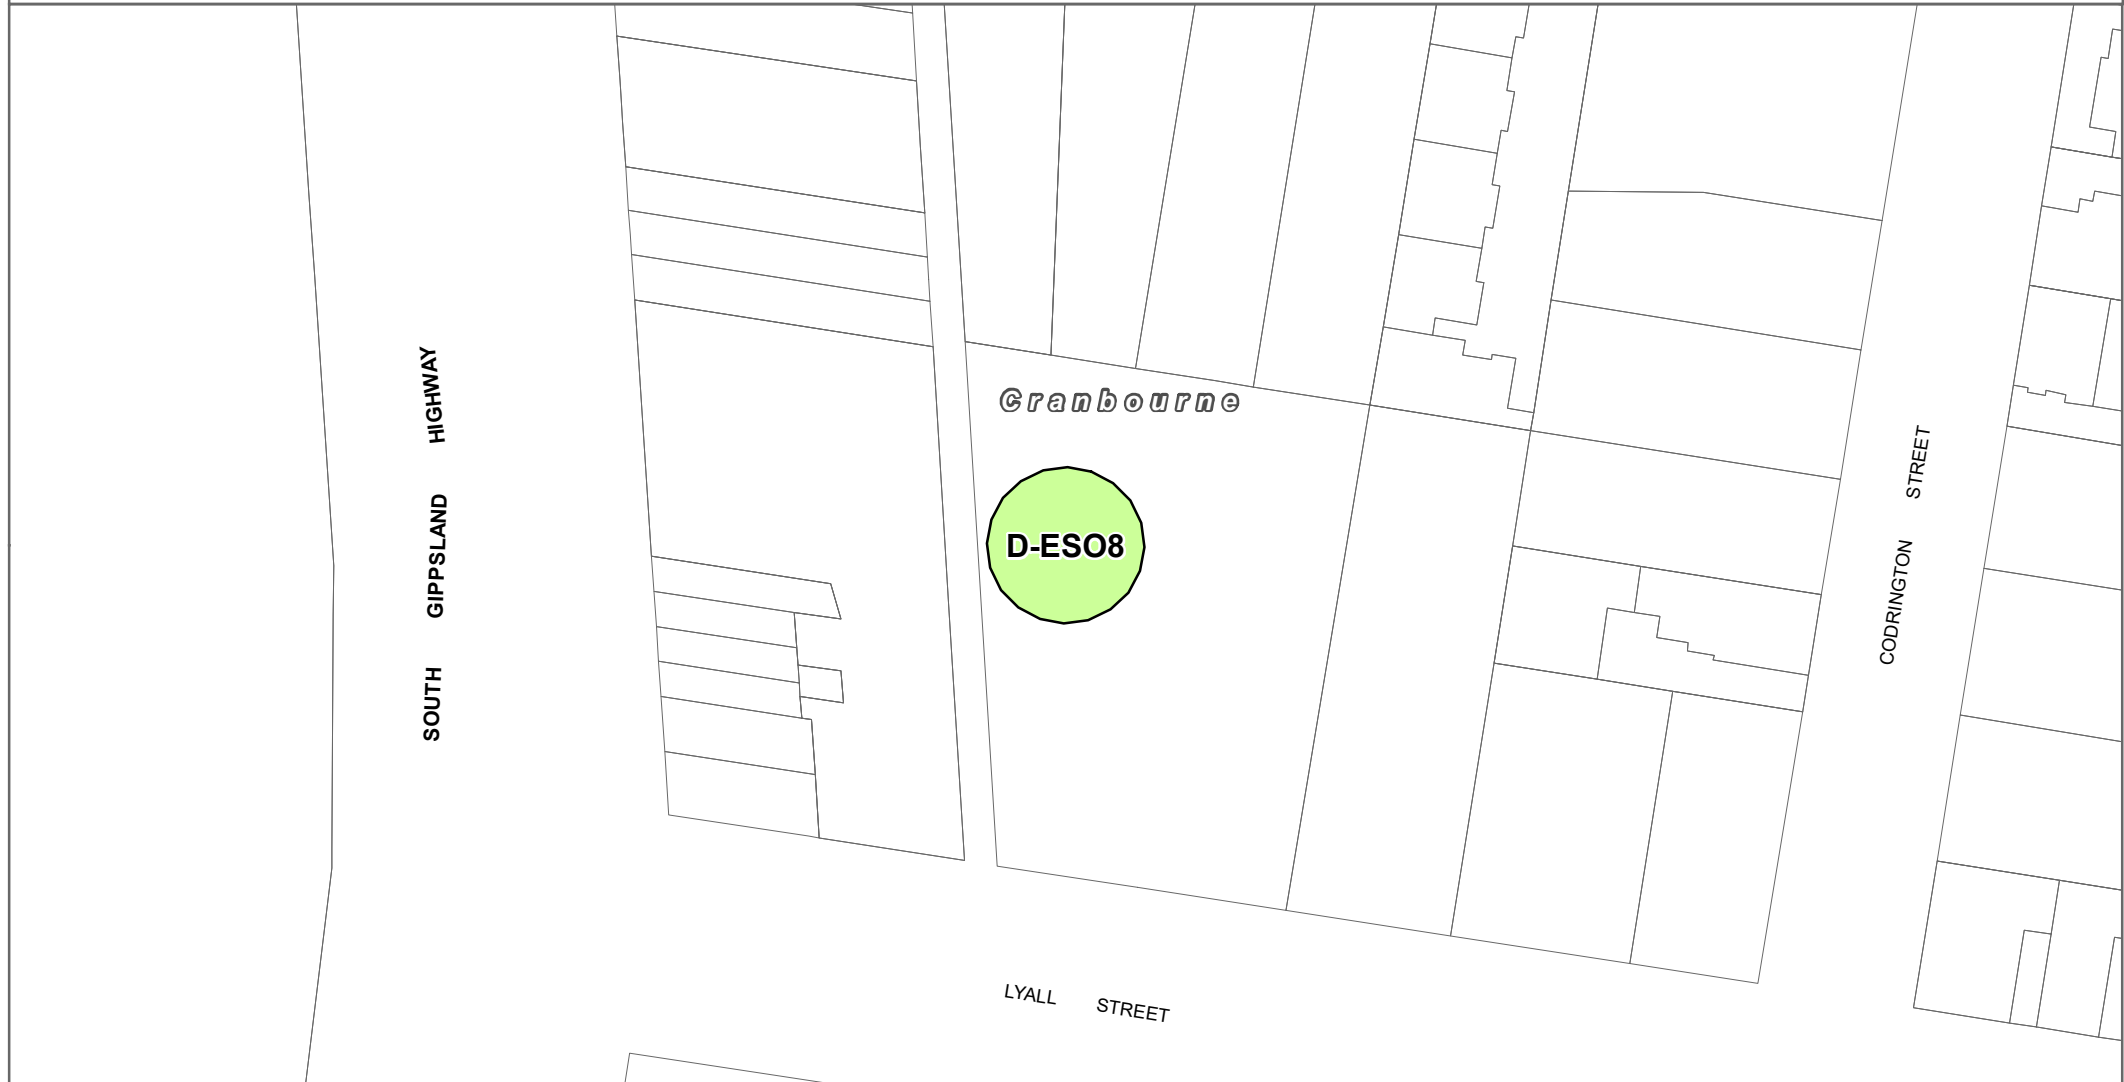 Cranbourne
D-ESO8
SOUTH GIPPSLAND HIGHWAY
CODRINGTON STREET
LYALL STREET